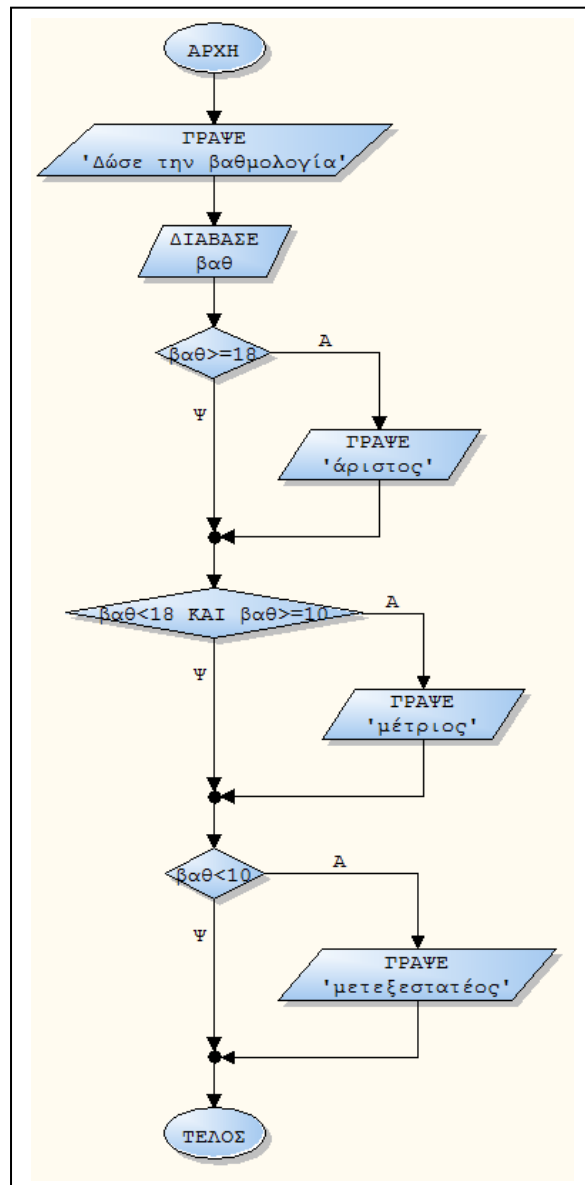 ΑΡΧΗ
ΓΡΑΨΕ
'Δώσε την βαθμολογία'
ΔΙΑΒΑΣΕ
βαθ
βαθ>=18
Α
Ψ
ΓΡΑΨΕ
'άριστος'
βαθ<18 ΚΑΙ βαθ>=10
Α
Ψ
ΓΡΑΨΕ
'μέτριος'
βαθ<10
Α
Ψ
ΓΡΑΨΕ
'μετεξεστατέος'
ΤΕΛΟΣ